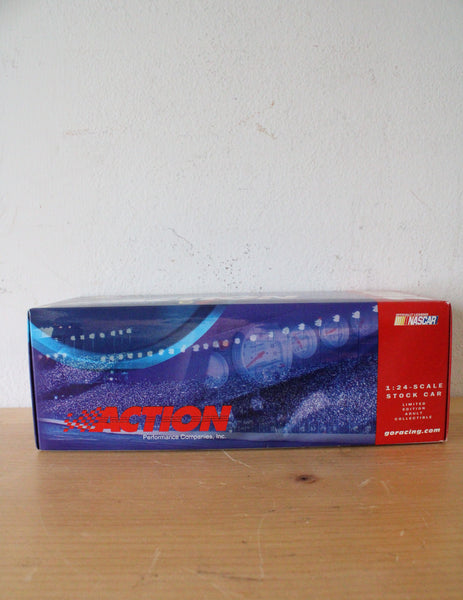 NASCAR
1:24-SCALE
STOCK CAR
LIMITED
EDITION
ADULT
COLLECTIBLE
goracing.com
ACTION
Performance Companies, Inc.